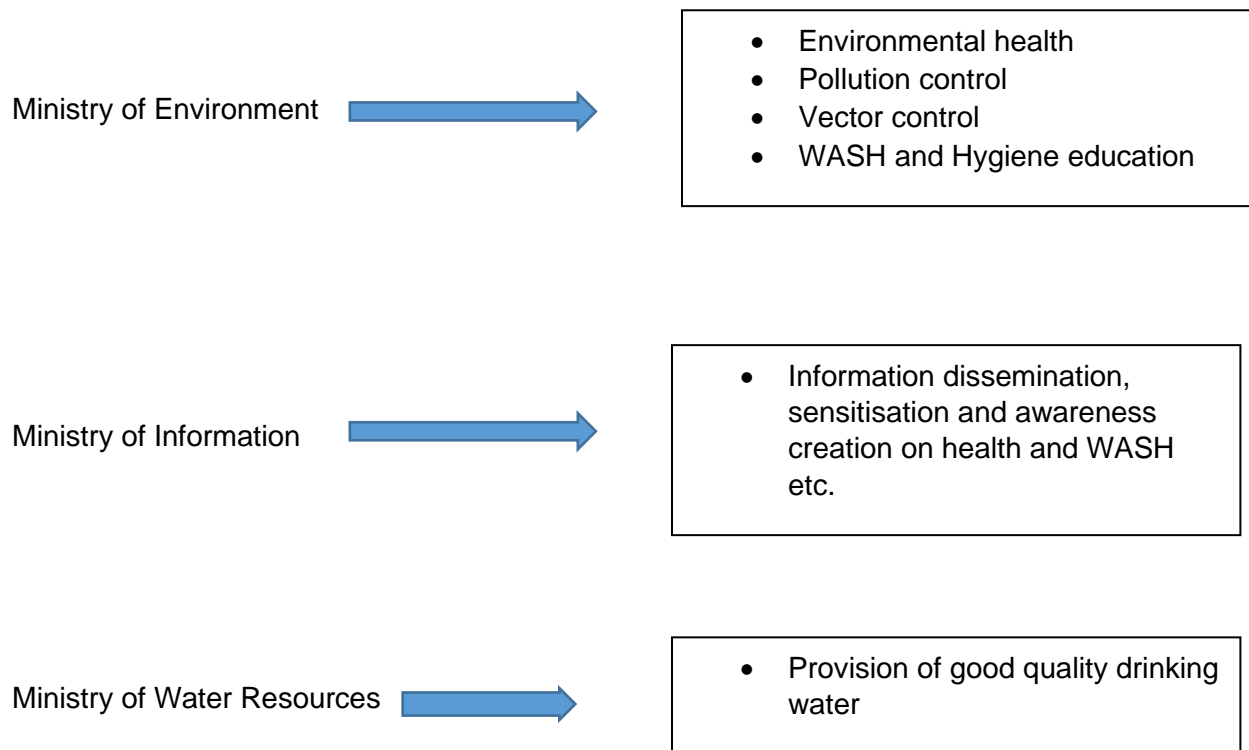 Ministry of Environment
• Environmental health
• Pollution control
• Vector control
• WASH and Hygiene education
Ministry of Information
• Information dissemination,
sensitisation and awareness
creation on health and WASH
etc.
Ministry of Water Resources
• Provision of good quality drinking
water